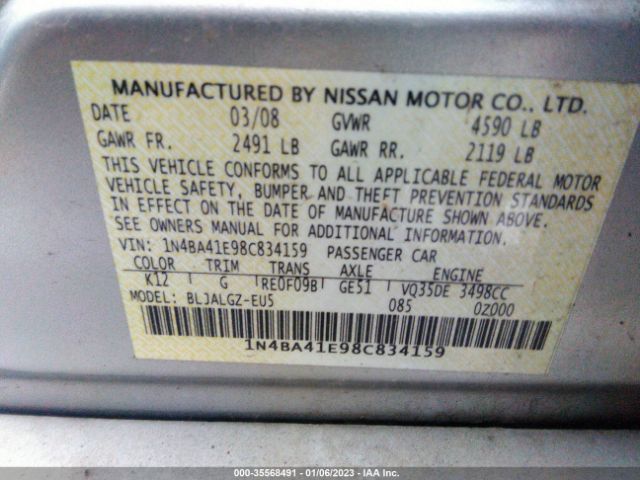 MANUFACTURED BY NISSAN MOTOR CO., LTD.
DATE 03/08 GVWR 4590 LB
GAWR FR. 2491 LB GAWR RR. 2119 LB
THIS VEHICLE CONFORMS TO ALL APPLICABLE FEDERAL MOTOR
VEHICLE SAFETY, BUMPER AND THEFT PREVENTION STANDARDS
IN EFFECT ON THE DATE OF MANUFACTURE SHOWN ABOVE.
SEE OWNERS MANUAL FOR ADDITIONAL INFORMATION.
VIN: 1N4BA41E98C834159 PASSENGER CAR
COLOR TRIM TRANS AXLE ENGINE
K12 G RE0F09B GE51 VQ35DE 3498CC
MODEL: BLJALGZ-EU5 085 0Z000
1N4BA41E98C834159
000-35568491 - 01/06/2023 - IAA Inc.